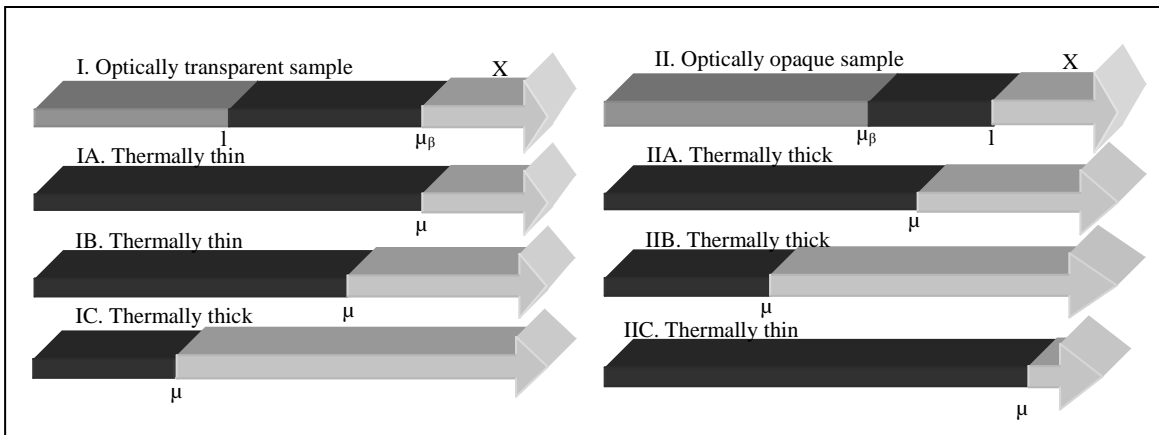 I. Optically transparent sample
X
l
μβ
IA. Thermally thin
μ
IB. Thermally thin
μ
IC. Thermally thick
μ
II. Optically opaque sample
X
μβ
l
IIA. Thermally thick
μ
IIB. Thermally thick
μ
IIC. Thermally thin
μ